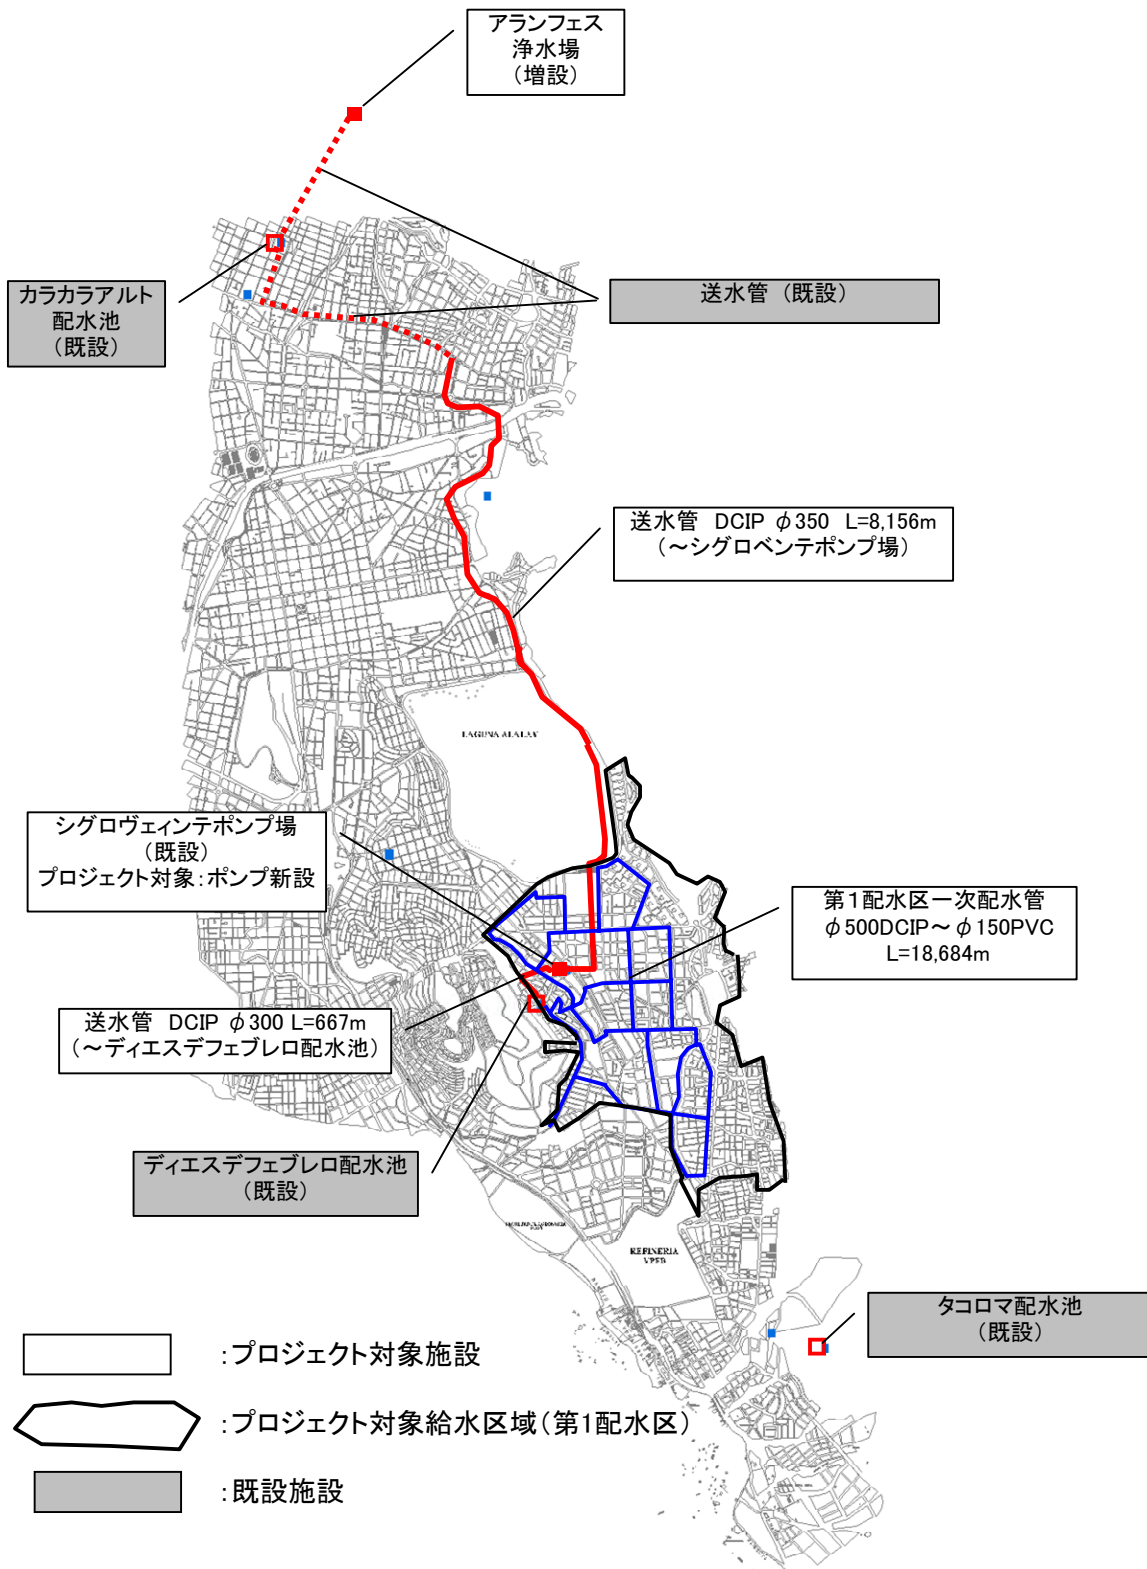 アランフェス
浄水場
（増設）
カラカラアルト
配水池
（既設）
送水管（既設）
送水管 DCIP φ350 L=8,156m
（～シグロベンテポンプ場）
LAGUNA ALALAY
シグロヴェィンテポンプ場
（既設）
プロジェクト対象：ポンプ新設
第1配水区一次配水管
φ500DCIP～φ150PVC
L=18,684m
送水管 DCIP φ300 L=667m
（～ディエスデフェブレロ配水池）
ディエスデフェブレロ配水池
（既設）
REFINERIA
YPFB
タコロマ配水池
（既設）
：プロジェクト対象施設
：プロジェクト対象給水区域（第1配水区）
：既設施設